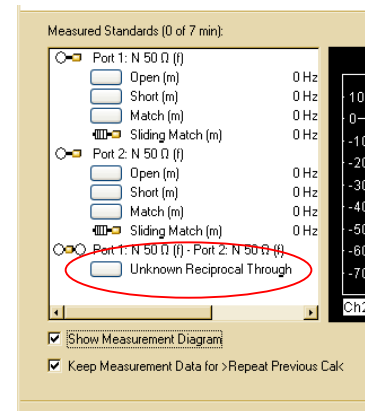 Measured Standards (0 of 7 min):
Port 1: N 50 Ω (f)
Open (m) 0 Hz
Short (m) 0 Hz
Match (m) 0 Hz
Sliding Match (m) 0 Hz
Port 2: N 50 Ω (f)
Open (m) 0 Hz
Short (m) 0 Hz
Match (m) 0 Hz
Sliding Match (m) 0 Hz
Port 1: N 50 Ω (f) - Port 2: N 50 Ω (f)
Unknown Reciprocal Through
Show Measurement Diagram
Keep Measurement Data for >Repeat Previous Cal<
10
0
-10
-20
-30
-40
-50
-60
-70
Ch2